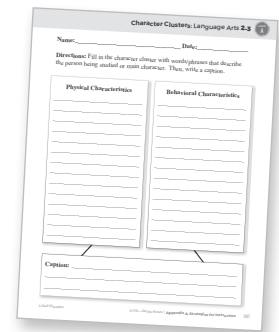 Character Clusters: Language Arts 2-3
Name: Date:
Directions: Fill in the character cluster with words/phrases that describe
the person being studied or main character. Then, write a caption.
Physical Characteristics
Behavioral Characteristics
Caption: